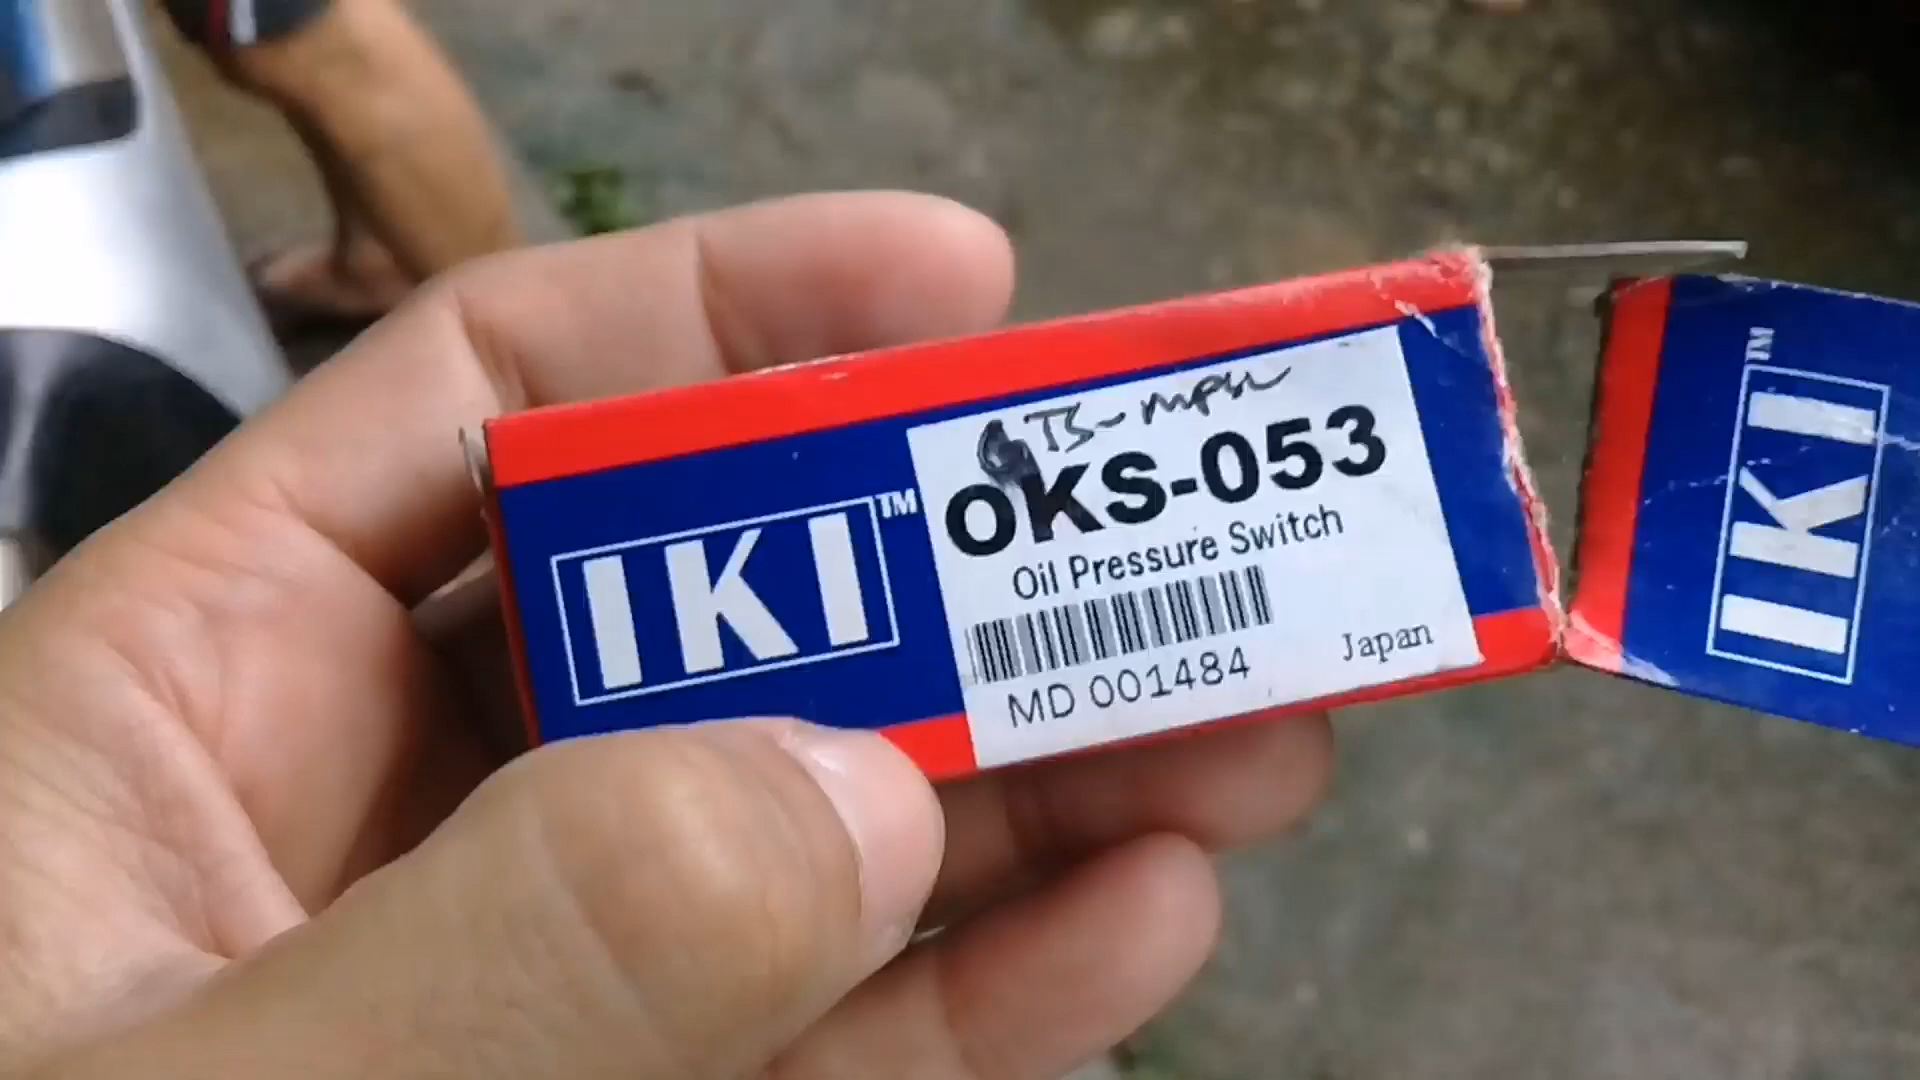 IKI™
OKS-053
Oil Pressure Switch
MD 001484
Japan
IKI™